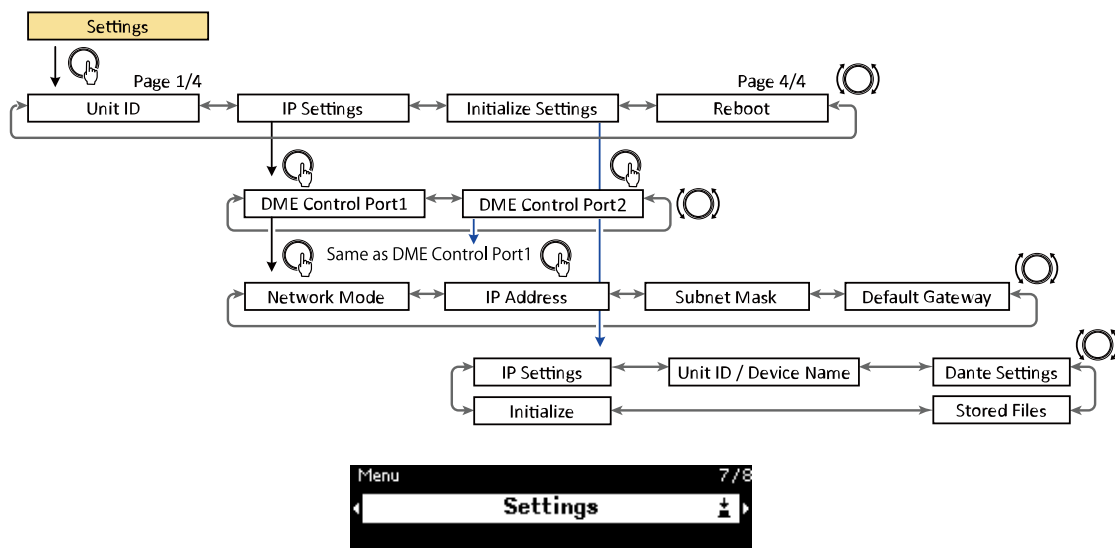 Settings
Page 1/4 Page 4/4
Unit ID IP Settings Initialize Settings Reboot
DME Control Port1 DME Control Port2
Same as DME Control Port1
Network Mode IP Address Subnet Mask Default Gateway
IP Settings Unit ID / Device Name Dante Settings
Initialize Stored Files
Menu 7/8
Settings